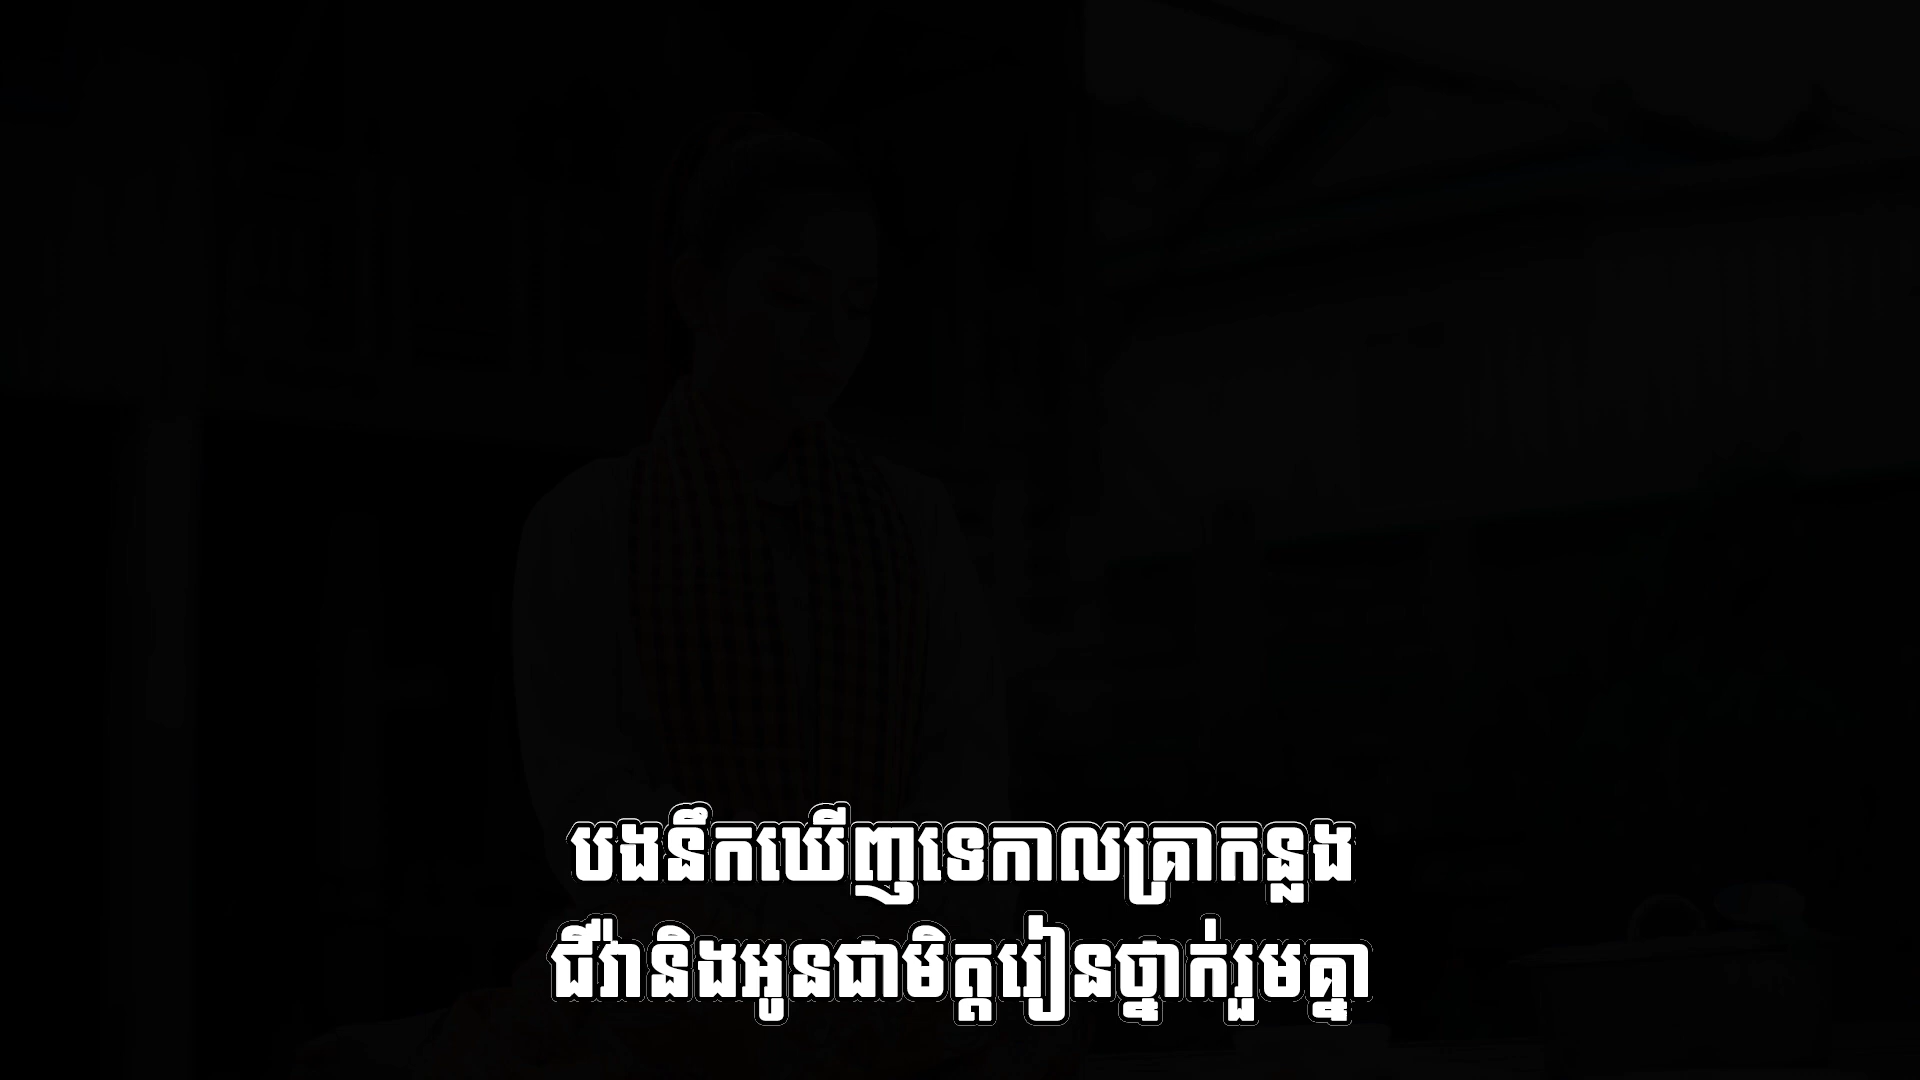 បងនឹកឃើញទេកាលគ្រាកន្លង
ជីវ៉ានិងអូនជាមិត្តរៀនថ្នាក់រួមគ្នា